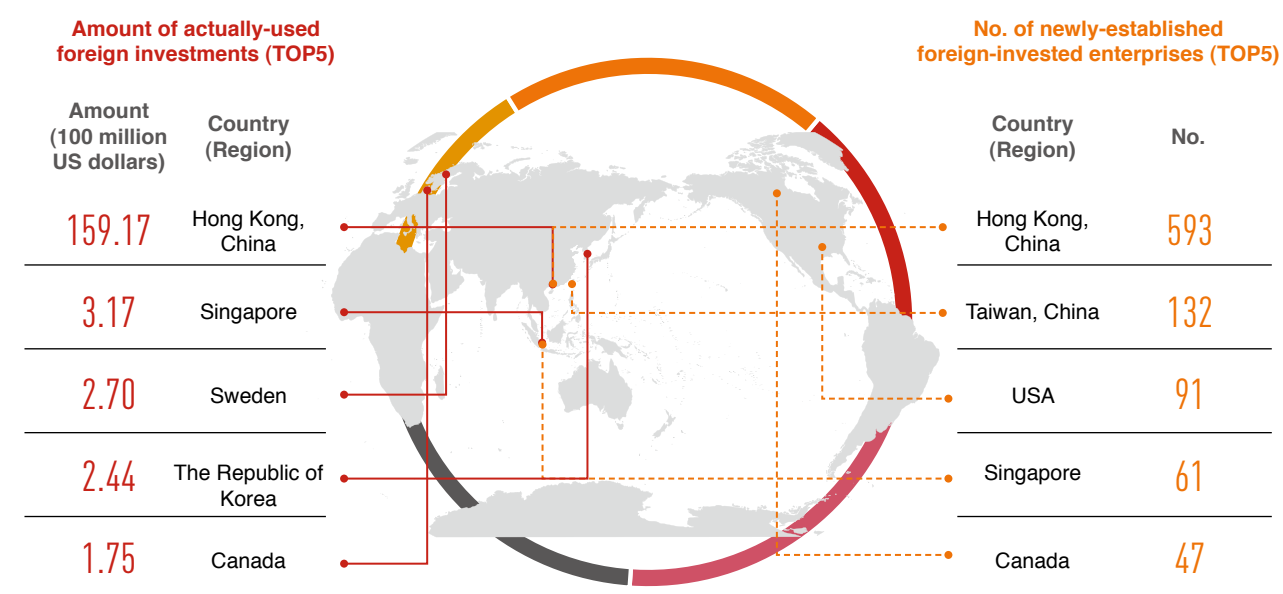 Amount of actually-used
foreign investments (TOP5)
Amount
(100 million
US dollars)
Country
(Region)
159.17
Hong Kong,
China
3.17
Singapore
2.70
Sweden
2.44
The Republic of
Korea
1.75
Canada
No. of newly-established
foreign-invested enterprises (TOP5)
Country
(Region)
No.
Hong Kong,
China
593
Taiwan, China
132
USA
91
Singapore
61
Canada
47